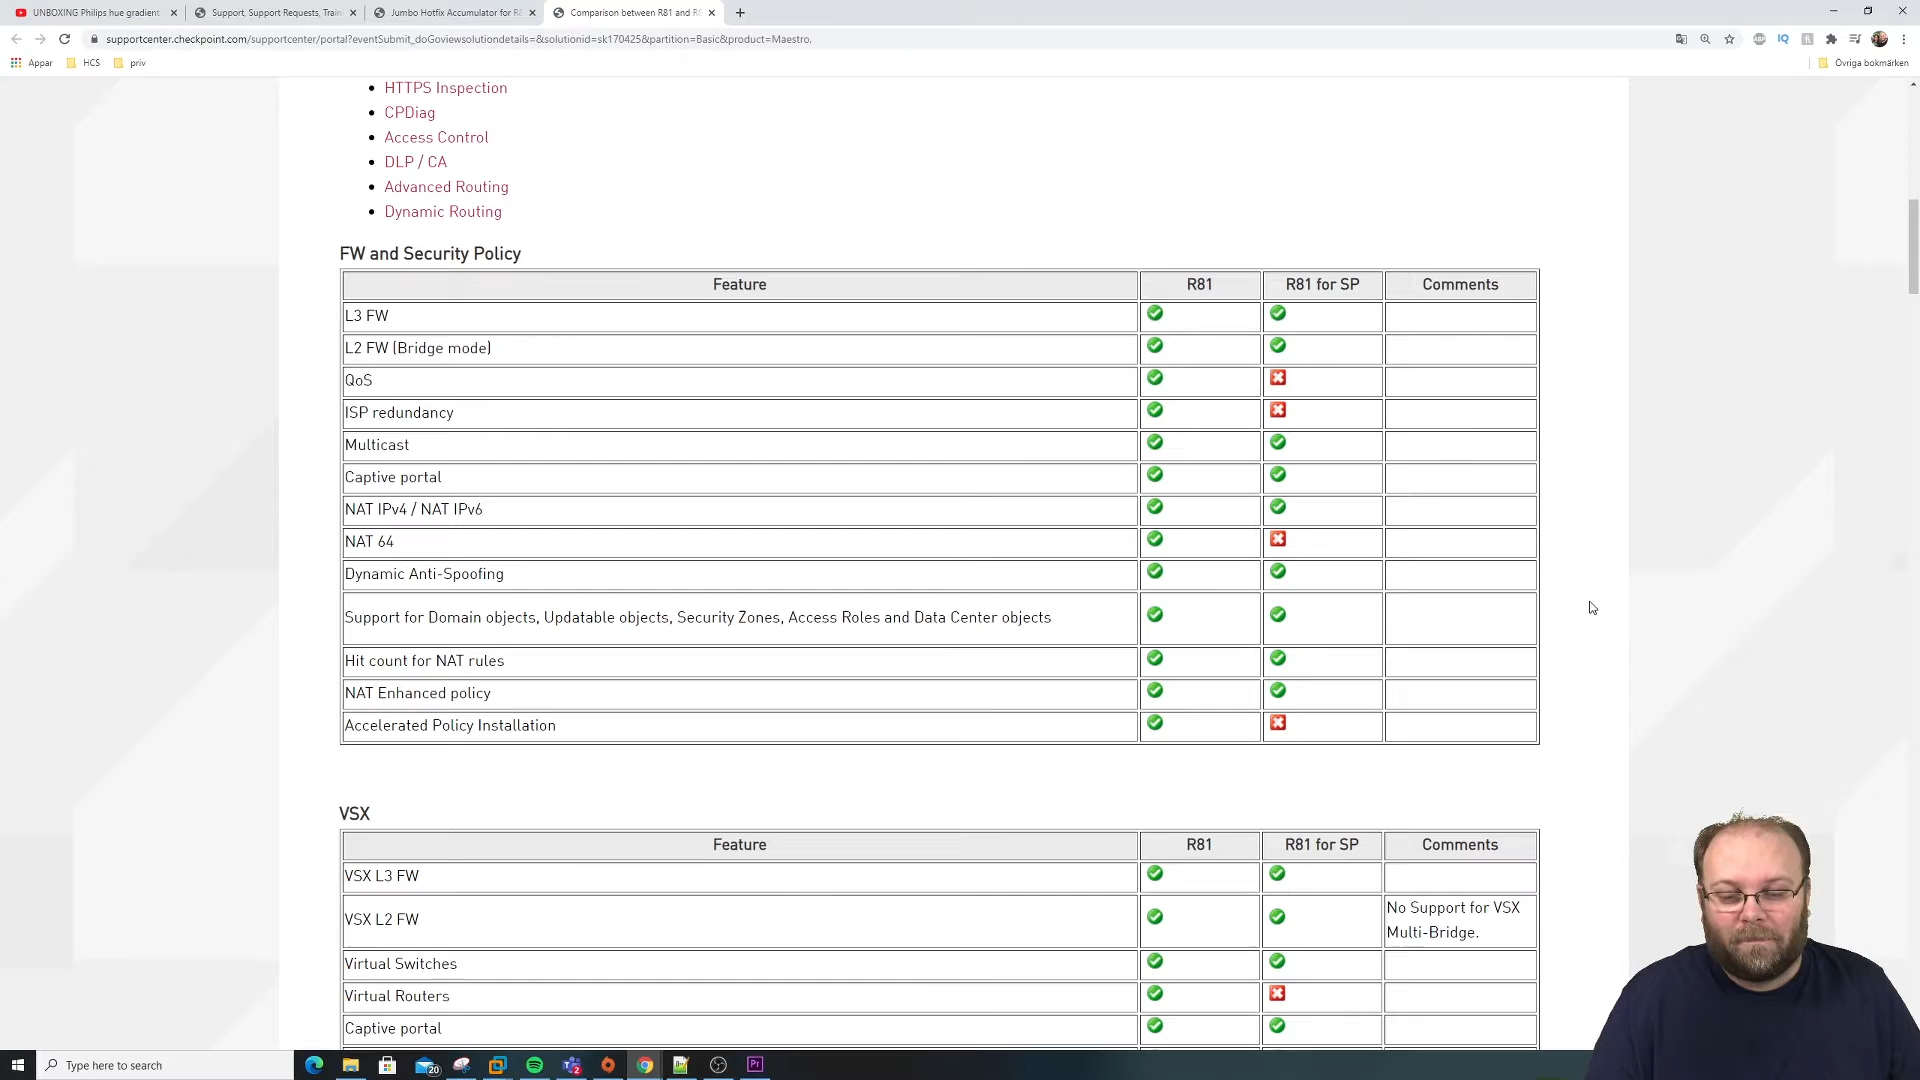 UNBOXING Philips hue gradient
Support, Support Requests, Train
Jumbo Hotfix Accumulator for R8
Comparison between R81 and R8
supportcenter.checkpoint.com/supportcenter/portal?eventSubmit_doGoviewsolutiondetails=&solutionid=sk170425&partition=Basic&product=Maestro,
Appar HCS priv Övriga bokmärken
HTTPS Inspection
CPDiag
Access Control
DLP / CA
Advanced Routing
Dynamic Routing
FW and Security Policy
Feature R81 R81 for SP Comments
L3 FW
L2 FW (Bridge mode)
QoS
ISP redundancy
Multicast
Captive portal
NAT IPv4 / NAT IPv6
NAT 64
Dynamic Anti-Spoofing
Support for Domain objects, Updatable objects, Security Zones, Access Roles and Data Center objects
Hit count for NAT rules
NAT Enhanced policy
Accelerated Policy Installation
VSX
Feature R81 R81 for SP Comments
VSX L3 FW
VSX L2 FW
No Support for VSX
Multi-Bridge.
Virtual Switches
Virtual Routers
Captive portal
Type here to search
20
2
Pr